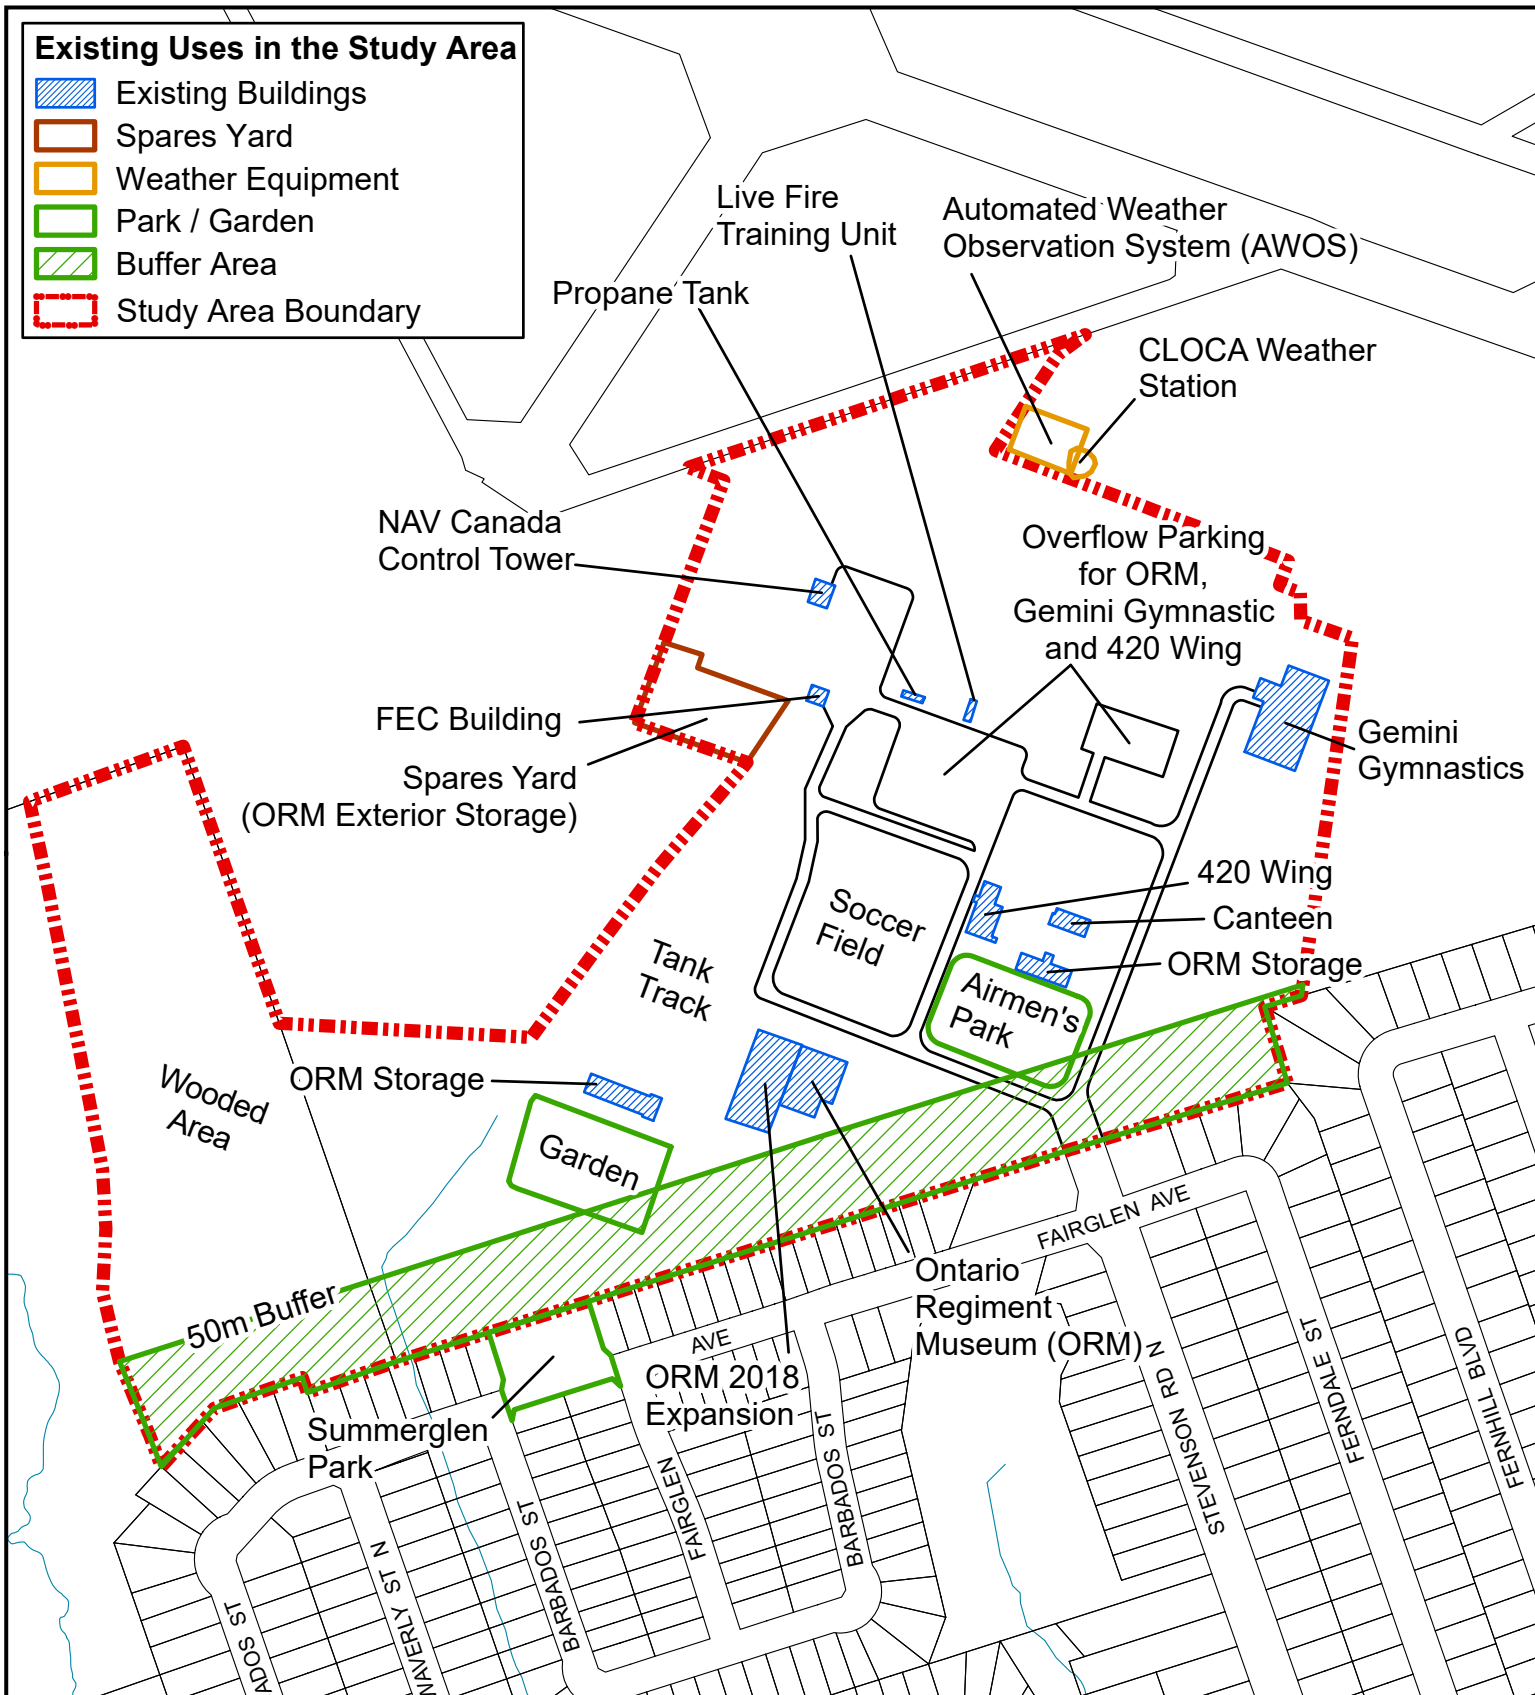 Existing Uses in the Study Area
Existing Buildings
Spares Yard
Weather Equipment
Park / Garden
Buffer Area
Study Area Boundary
Live Fire
Training Unit
Automated Weather
Observation System (AWOS)
Propane Tank
CLOCA Weather
Station
NAV Canada
Control Tower
Overflow Parking
for ORM,
Gemini Gymnastic
and 420 Wing
FEC Building
Spares Yard
(ORM Exterior Storage)
Gemini
Gymnastics
420 Wing
Canteen
ORM Storage
Soccer
Field
Tank
Track
Airmen's
Park
Wooded
Area
ORM Storage
Garden
50m Buffer
FAIRGLEN AVE
Ontario
Regiment
Museum (ORM)
AVE
ORM 2018
Expansion
Summerglen
Park
STEVENSON RD N
FERNDALE ST
FERNHILL BLVD
FAIRGLEN
BARBADOS ST
BARBADOS ST
WAVERLY ST N
ADOS ST